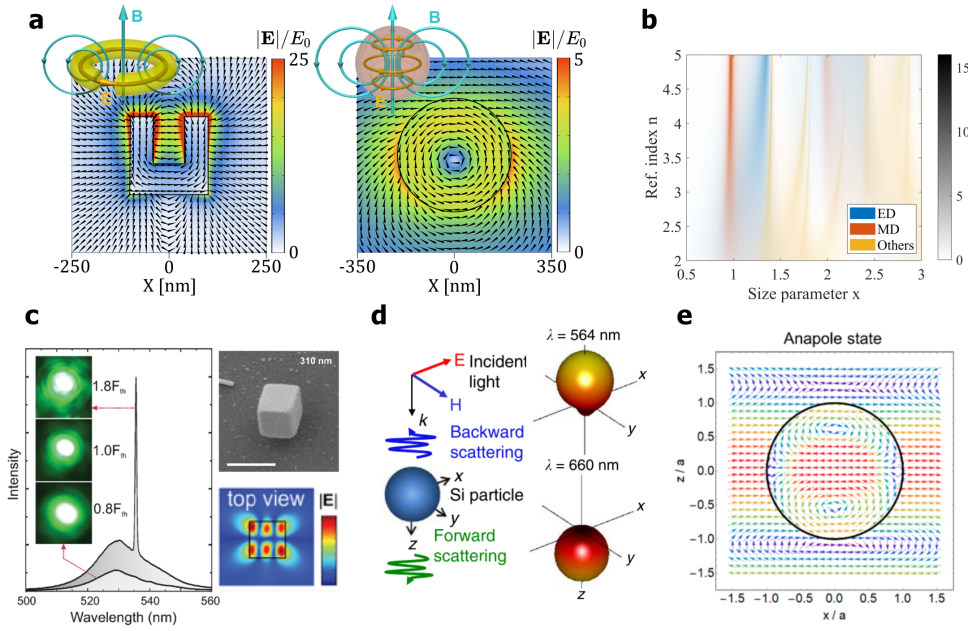 a
B
E
|E|/E0
25
0
-250
0
250
X [nm]
B
E
|E|/E0
5
0
-350
0
350
X [nm]
b
Ref. index n
5
4.5
4
3.5
3
2.5
2
0.5
1
1.5
2
2.5
3
Size parameter x
ED
MD
Others
15
10
5
0
c
Intensity
1.8Fth
1.0Fth
0.8Fth
500
520
540
560
Wavelength (nm)
310 nm
top view
|E|
d
E
Incident
light
H
k
Backward
scattering
x
Si particle
y
z
Forward
scattering
λ = 564 nm
x
y
λ = 660 nm
x
y
z
e
Anapole state
z / a
1.5
1.0
0.5
0.0
-0.5
-1.0
-1.5
-1.5
-1.0
-0.5
0.0
0.5
1.0
1.5
x / a